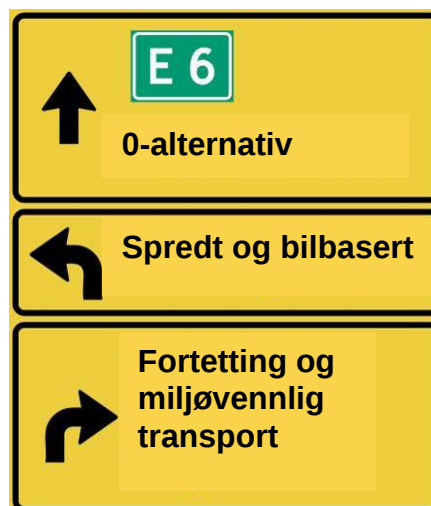 E 6
0-alternativ
Spredt og bilbasert
Fortetting og
miljøvennlig
transport